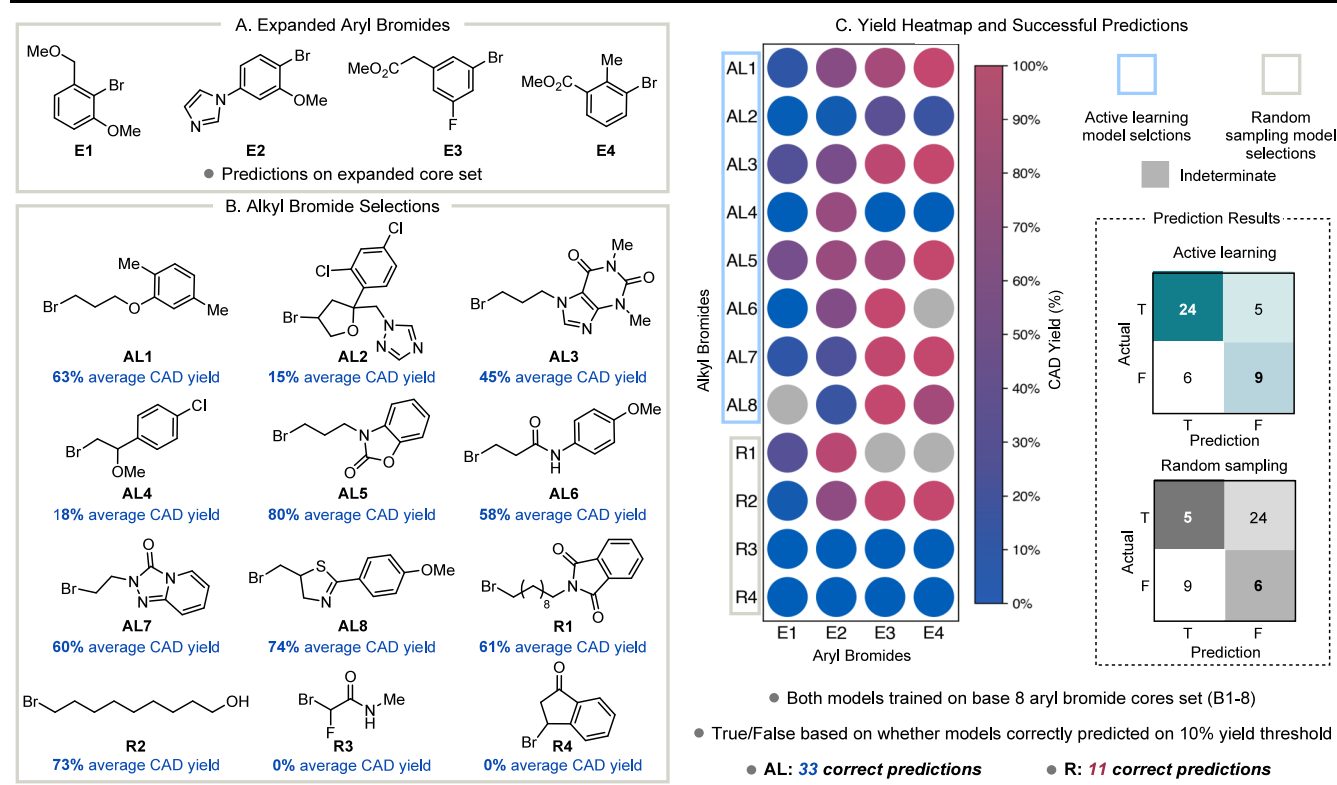 A. Expanded Aryl Bromides
MeO
Br
OMe
E1
N
N
Br
OMe
E2
MeO2C
Br
F
E3
Me
MeO2C
Br
E4
Predictions on expanded core set
B. Alkyl Bromide Selections
Me
Br
O
Me
AL1
63% average CAD yield
Cl
Cl
Br
O
N
N
N
AL2
15% average CAD yield
O
Me
N
O
Br
N
N
N
Me
AL3
45% average CAD yield
Cl
Br
OMe
AL4
18% average CAD yield
Br
N
O
O
AL5
80% average CAD yield
OMe
O
Br
N
H
AL6
58% average CAD yield
O
Br
N
N
N
AL7
60% average CAD yield
Br
S
N
OMe
AL8
74% average CAD yield
O
Br
8
N
O
R1
61% average CAD yield
Br
OH
R2
73% average CAD yield
O
Br
Me
N
H
F
R3
0% average CAD yield
O
Br
R4
0% average CAD yield
C. Yield Heatmap and Successful Predictions
Alkyl Bromides
AL1
AL2
AL3
AL4
AL5
AL6
AL7
AL8
R1
R2
R3
R4
E1 E2 E3 E4
Aryl Bromides
100%
90%
80%
70%
60%
50%
40%
30%
20%
10%
0%
CAD Yield (%)
Active learning
model selctions
Random
sampling model
selections
Indeterminate
Prediction Results
Active learning
Actual
T 24 5
F 6 9
T F
Prediction
Random sampling
Actual
T 5 24
F 9 6
T F
Prediction
Both models trained on base 8 aryl bromide cores set (B1-8)
True/False based on whether models correctly predicted on 10% yield threshold
AL: 33 correct predictions
R: 11 correct predictions